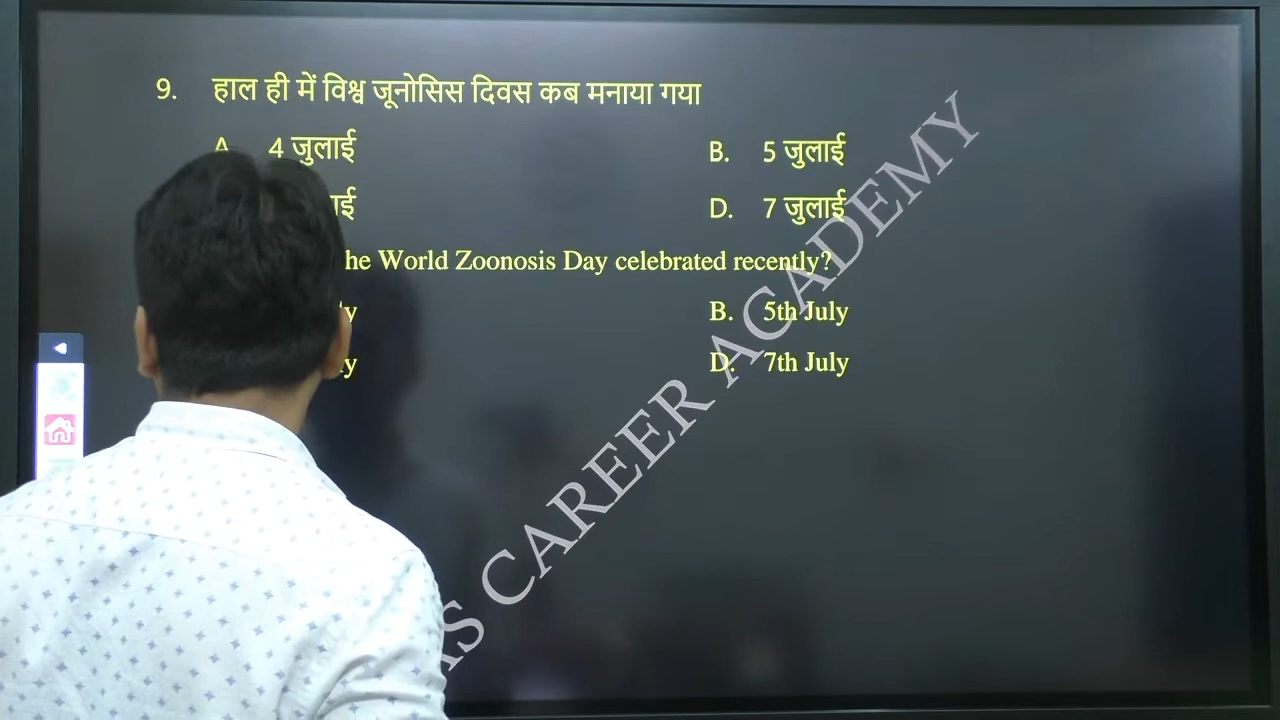 9. हाल ही में विश्व जूनोसिस दिवस कब मनाया गया
A. 4 जुलाई B. 5 जुलाई
D. 7 जुलाई
World Zoonosis Day celebrated recently?
B. 5th July
D. 7th July
CAREER ACADEMY